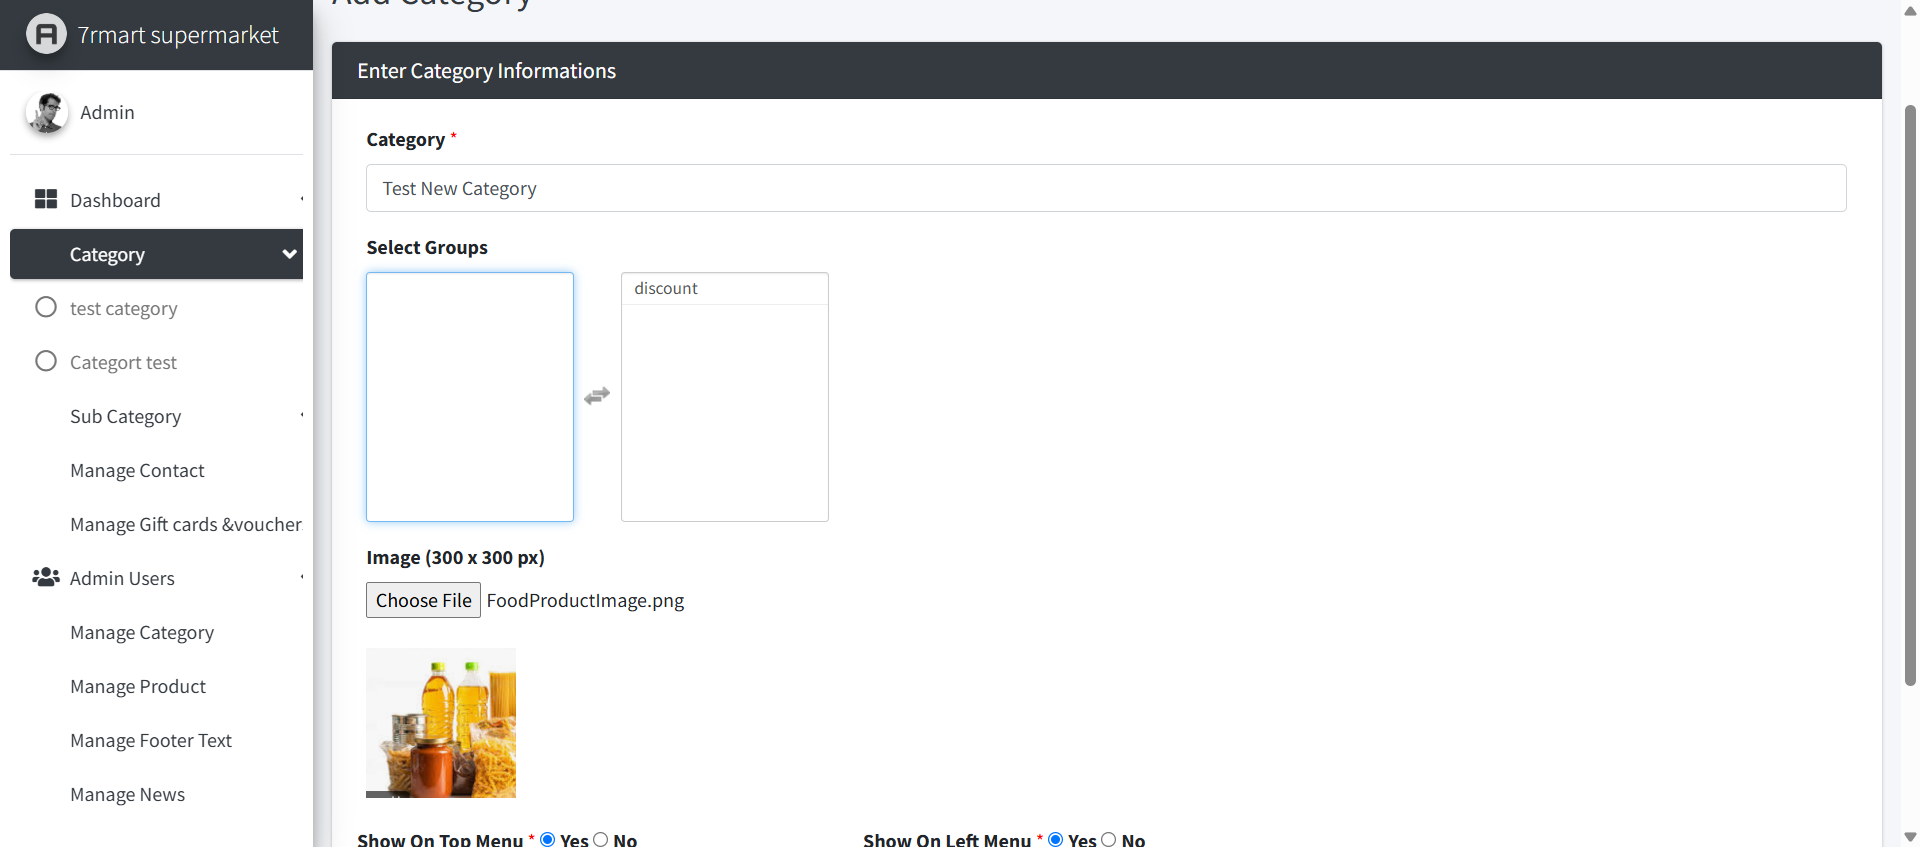 Add Category
7rmart supermarket
Enter Category Informations
Admin
Category *
Test New Category
Dashboard
Category
Select Groups
discount
test category
Categort test
Sub Category
Manage Contact
Manage Gift cards &voucher
Image (300 x 300 px)
Admin Users
Choose File FoodProductImage.png
Manage Category
Manage Product
Manage Footer Text
Manage News
Show On Top Menu * Yes No
Show On Left Menu * Yes No